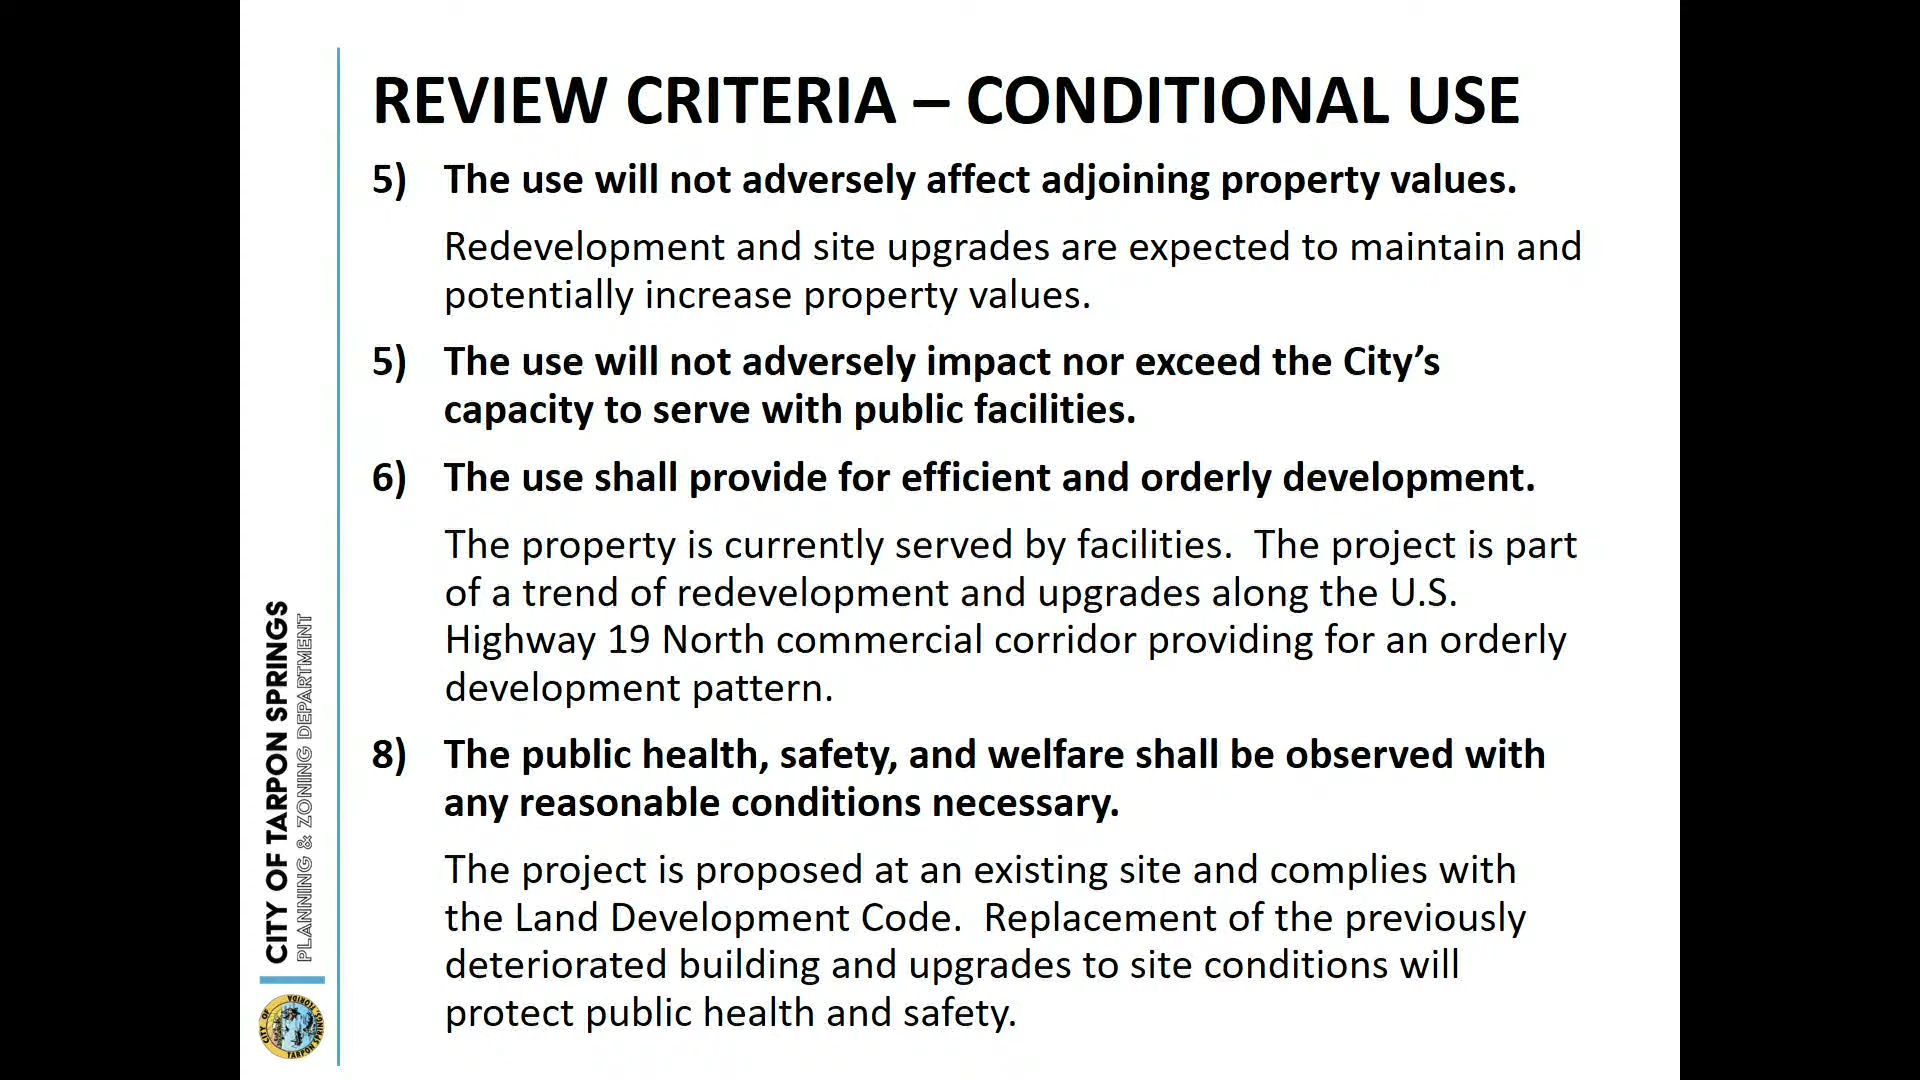 REVIEW CRITERIA – CONDITIONAL USE
5) The use will not adversely affect adjoining property values.
Redevelopment and site upgrades are expected to maintain and
potentially increase property values.
5) The use will not adversely impact nor exceed the City’s
capacity to serve with public facilities.
6) The use shall provide for efficient and orderly development.
The property is currently served by facilities.  The project is part
of a trend of redevelopment and upgrades along the U.S.
Highway 19 North commercial corridor providing for an orderly
development pattern.
8) The public health, safety, and welfare shall be observed with
any reasonable conditions necessary.
The project is proposed at an existing site and complies with
the Land Development Code.  Replacement of the previously
deteriorated building and upgrades to site conditions will
protect public health and safety.
CITY OF TARPON SPRINGS
PLANNING & ZONING DEPARTMENT
CITY OF TARPON SPRINGS, FLORIDA